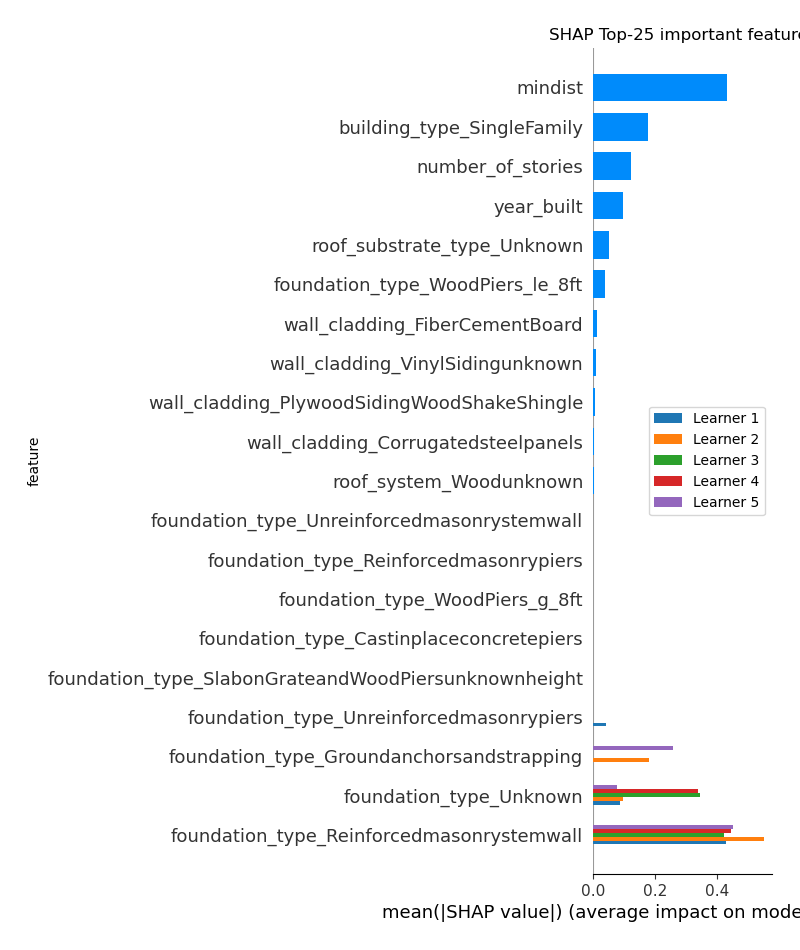 SHAP Top-25 important feature
mindist
building_type_SingleFamily
number_of_stories
year_built
roof_substrate_type_Unknown
foundation_type_WoodPiers_le_8ft
wall_cladding_FiberCementBoard
wall_cladding_VinylSidingunknown
wall_cladding_PlywoodSidingWoodShakeShingle
wall_cladding_Corrugatedsteelpanels
roof_system_Woodunknown
foundation_type_Unreinforcedmasonrystemwall
foundation_type_Reinforcedmasonrypiers
foundation_type_WoodPiers_g_8ft
foundation_type_Castinplaceconcretepiers
foundation_type_SlabonGrateandWoodPiersunknownheight
foundation_type_Unreinforcedmasonrypiers
foundation_type_Groundanchorsandstrapping
foundation_type_Unknown
foundation_type_Reinforcedmasonrystemwall
feature
Learner 1
Learner 2
Learner 3
Learner 4
Learner 5
0.0 0.2 0.4
mean(|SHAP value|) (average impact on mode